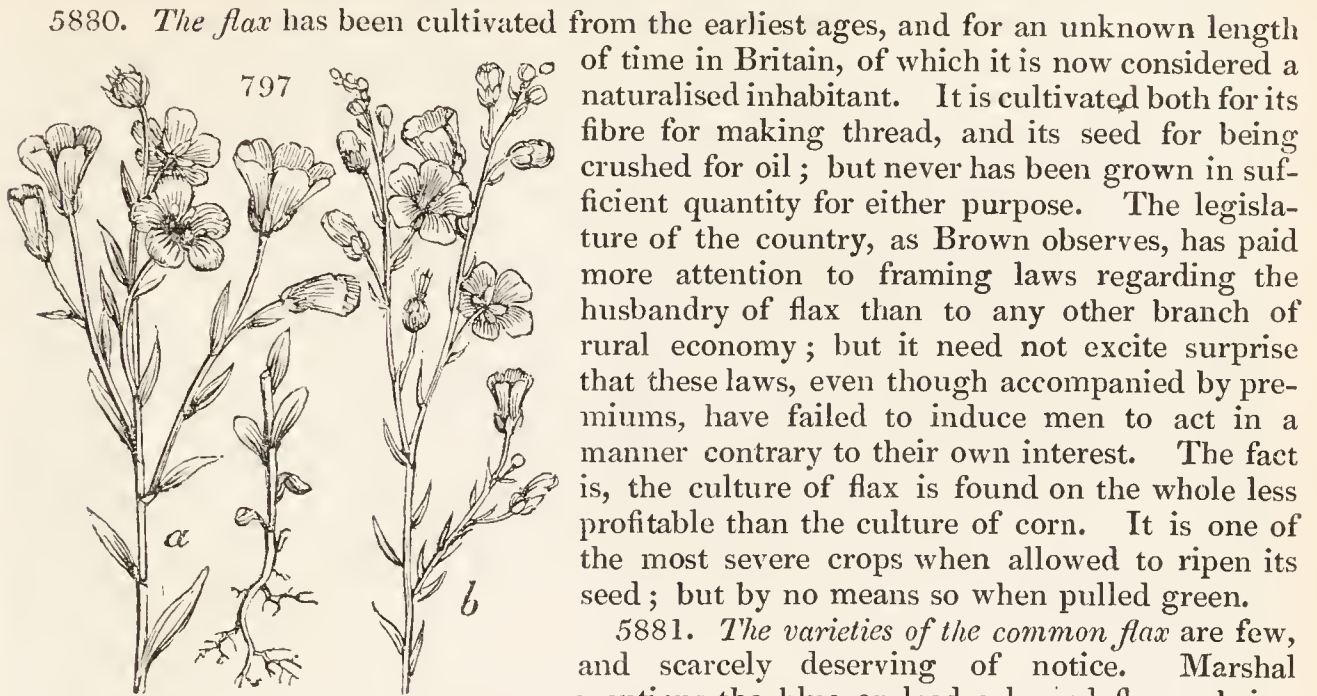 5880. The flax has been cultivated from the earliest ages, and for an unknown length
of time in Britain, of which it is now considered a
797
naturalised inhabitant. It is cultivated both for its
fibre for making thread, and its seed for being
crushed for oil; but never has been grown in suf-
ficient quantity for either purpose. The legisla-
ture of the country, as Brown observes, has paid
more attention to framing laws regarding the
husbandry of flax than to any other branch of
rural economy; but it need not excite surprise
that these laws, even though accompanied by pre-
miums, have failed to induce men to act in a
manner contrary to their own interest. The fact
is, the culture of flax is found on the whole less
profitable than the culture of corn. It is one of
the most severe crops when allowed to ripen its
seed; but by no means so when pulled green.
a
b
5881. The varieties of the common flax are few,
and scarcely deserving of notice. Marshal